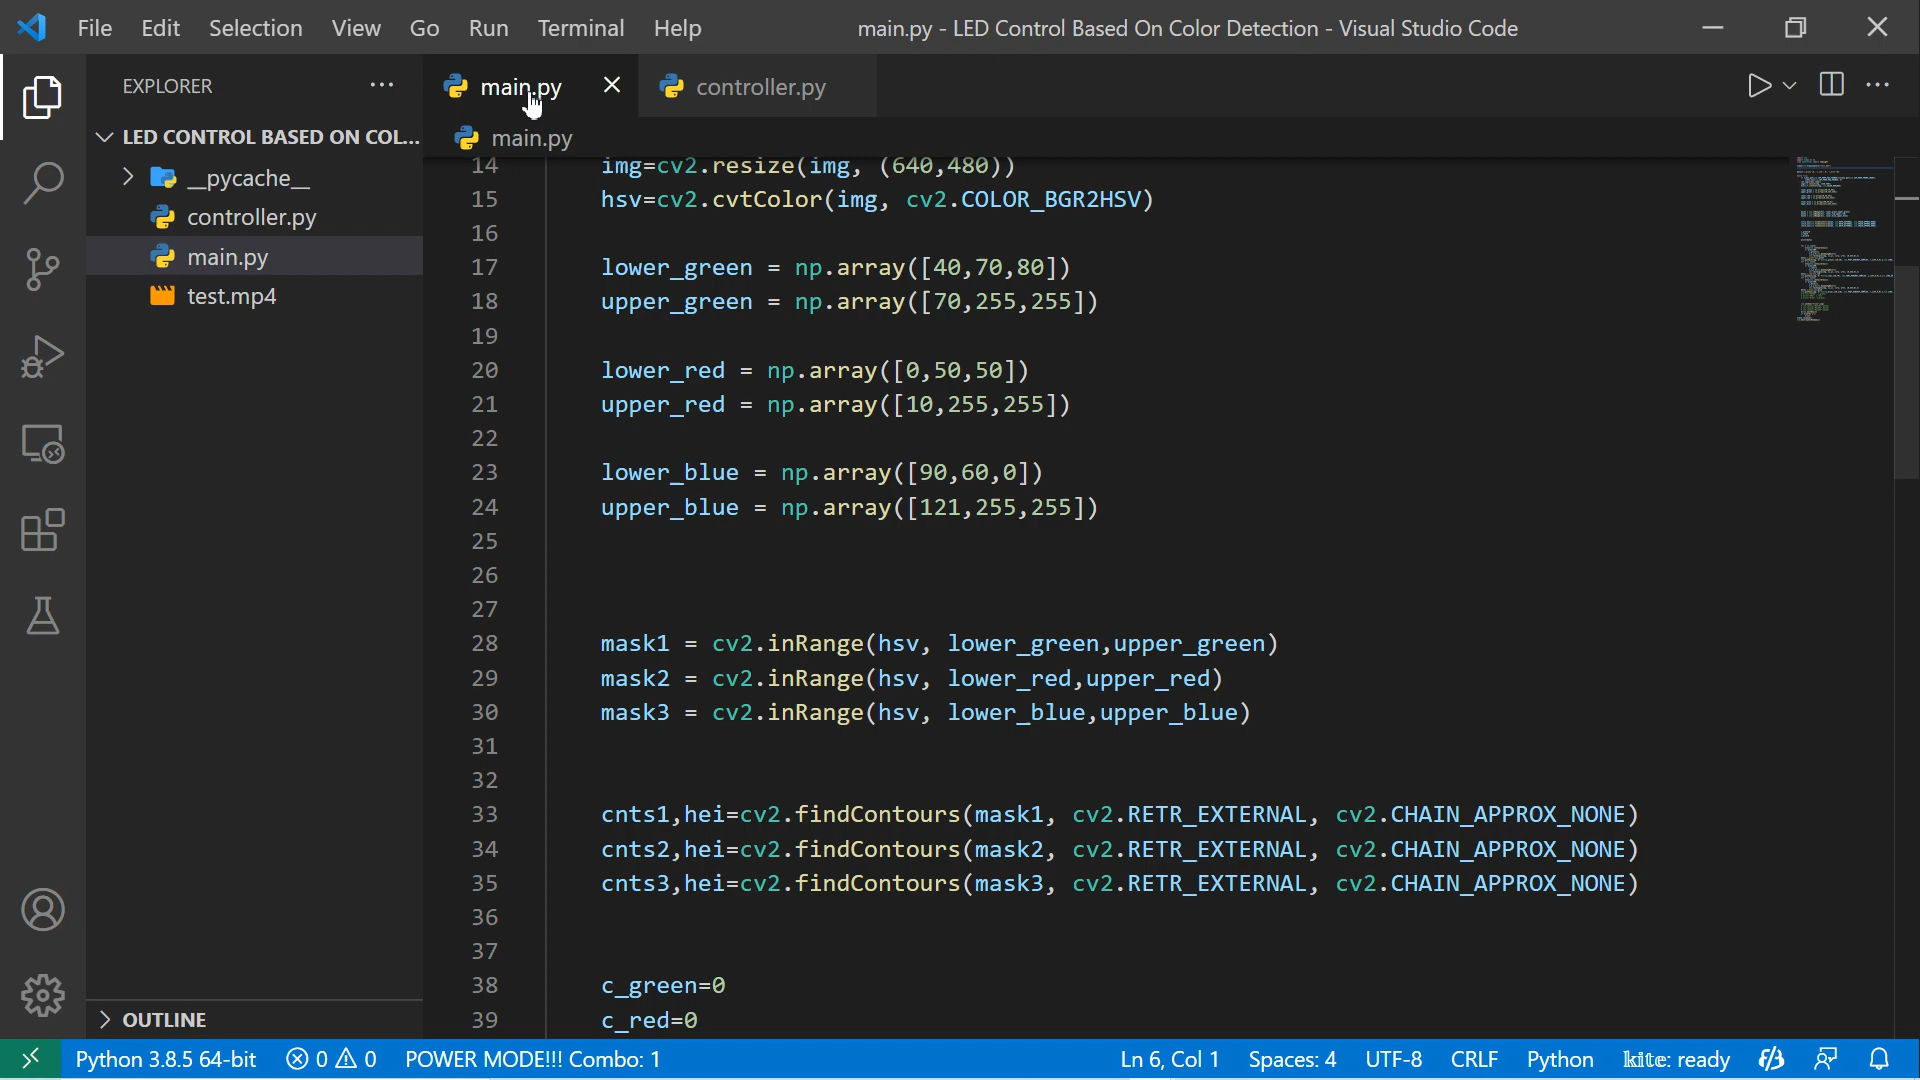 File Edit Selection View Go Run Terminal Help
main.py - LED Control Based On Color Detection - Visual Studio Code
EXPLORER
LED CONTROL BASED ON COL...
__pycache__
controller.py
main.py
test.mp4
OUTLINE
main.py
controller.py
main.py
14 img=cv2.resize(img, (640,480))
15 hsv=cv2.cvtColor(img, cv2.COLOR_BGR2HSV)
16
17 lower_green = np.array([40,70,80])
18 upper_green = np.array([70,255,255])
19
20 lower_red = np.array([0,50,50])
21 upper_red = np.array([10,255,255])
22
23 lower_blue = np.array([90,60,0])
24 upper_blue = np.array([121,255,255])
25
26
27
28 mask1 = cv2.inRange(hsv, lower_green,upper_green)
29 mask2 = cv2.inRange(hsv, lower_red,upper_red)
30 mask3 = cv2.inRange(hsv, lower_blue,upper_blue)
31
32
33 cnts1,hei=cv2.findContours(mask1, cv2.RETR_EXTERNAL, cv2.CHAIN_APPROX_NONE)
34 cnts2,hei=cv2.findContours(mask2, cv2.RETR_EXTERNAL, cv2.CHAIN_APPROX_NONE)
35 cnts3,hei=cv2.findContours(mask3, cv2.RETR_EXTERNAL, cv2.CHAIN_APPROX_NONE)
36
37
38 c_green=0
39 c_red=0
Python 3.8.5 64-bit 0 0 POWER MODE!!! Combo: 1 Ln 6, Col 1 Spaces: 4 UTF-8 CRLF Python kite: ready